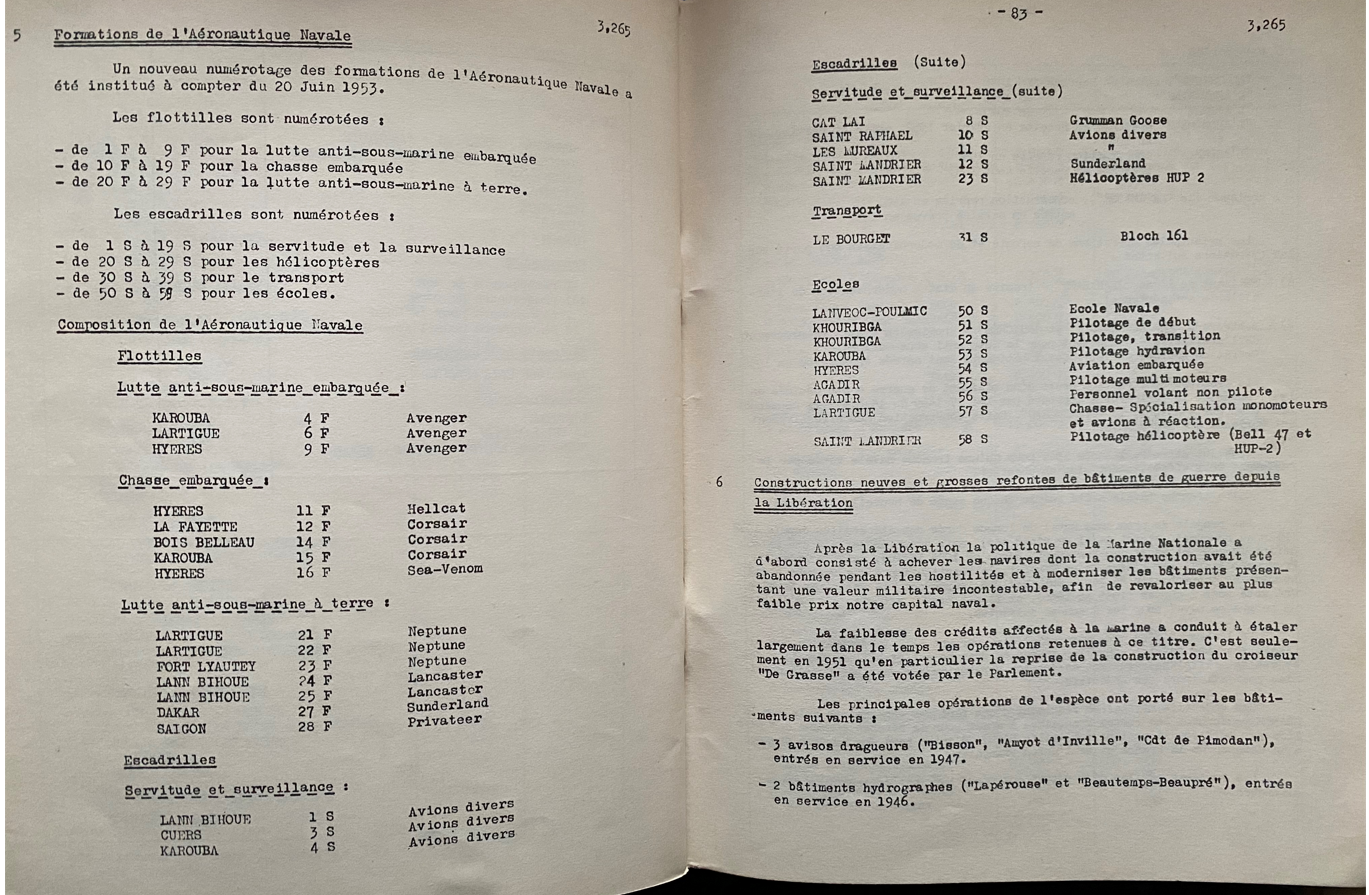 3,265
5 Formations de l'Aéronautique Navale
Un nouveau numérotage des formations de l'Aéronautique Navale a
été institué à compter du 20 Juin 1953.
Les flottilles sont numérotées :
- de 1 F à 9 F pour la lutte anti-sous-marine embarquée
- de 10 F à 19 F pour la chasse embarquée
- de 20 F à 29 F pour la lutte anti-sous-marine à terre.
Les escadrilles sont numérotées :
- de 1 S à 19 S pour la servitude et la surveillance
- de 20 S à 29 S pour les hélicoptères
- de 30 S à 39 S pour le transport
- de 50 S à 59 S pour les écoles.
Composition de l'Aéronautique Navale
Flottilles
Lutte anti-sous-marine embarquée :
KAROUBA 4 F Avenger
LARTIGUE 6 F Avenger
HYERES 9 F Avenger
Chasse embarquée :
HYERES 11 F Hellcat
LA FAYETTE 12 F Corsair
BOIS BELLEAU 14 F Corsair
KAROUBA 15 F Corsair
HYERES 16 F Sea-Venom
Lutte anti-sous-marine à terre :
LARTIGUE 21 F Neptune
LARTIGUE 22 F Neptune
FORT LYAUTEY 23 F Neptune
LANN BIHOUE 24 F Lancaster
LANN BIHOUE 25 F Lancaster
DAKAR 27 F Sunderland
SAIGON 28 F Privateer
Escadrilles
Servitude et surveillance :
LANN BIHOUE 1 S Avions divers
CUERS 3 S Avions divers
KAROUBA 4 S Avions divers
- 83 -
3,265
Escadrilles (Suite)
Servitude et surveillance (suite)
CAT LAI 8 S Grumman Goose
SAINT RAPHAEL 10 S Avions divers
LES MUREAUX 11 S "
SAINT MANDRIER 12 S Sunderland
SAINT MANDRIER 23 S Hélicoptères HUP 2
Transport
LE BOURGET 31 S Bloch 161
Ecoles
LANVEOC-POULMIC 50 S Ecole Navale
KHOURIBGA 51 S Pilotage de début
KHOURIBGA 52 S Pilotage, transition
KAROUBA 53 S Pilotage hydravion
HYERES 54 S Aviation embarquée
AGADIR 55 S Pilotage multimoteurs
AGADIR 56 S Personnel volant non pilote
LARTIGUE 57 S Chasse- Spécialisation monomoteurs
et avions à réaction.
SAINT MANDRIER 58 S Pilotage hélicoptère (Bell 47 et
HUP-2)
6 Constructions neuves et grosses refontes de bâtiments de guerre depuis
la Libération
Après la Libération la politique de la Marine Nationale a
d'abord consisté à achever les navires dont la construction avait été
abandonnée pendant les hostilités et à moderniser les bâtiments présen-
tant une valeur militaire incontestable, afin de revaloriser au plus
faible prix notre capital naval.
La faiblesse des crédits affectés à la Marine a conduit à étaler
largement dans le temps les opérations retenues à ce titre. C'est seule-
ment en 1951 qu'en particulier la reprise de la construction du croiseur
"De Grasse" a été votée par le Parlement.
Les principales opérations de l'espèce ont porté sur les bâti-
ments suivants :
- 3 avisos dragueurs ("Bisson", "Amyot d'Inville", "Cdt de Pimodan"),
entrés en service en 1947.
- 2 bâtiments hydrographes ("Lapérouse" et "Beautemps-Beaupré"), entrés
en service en 1946.